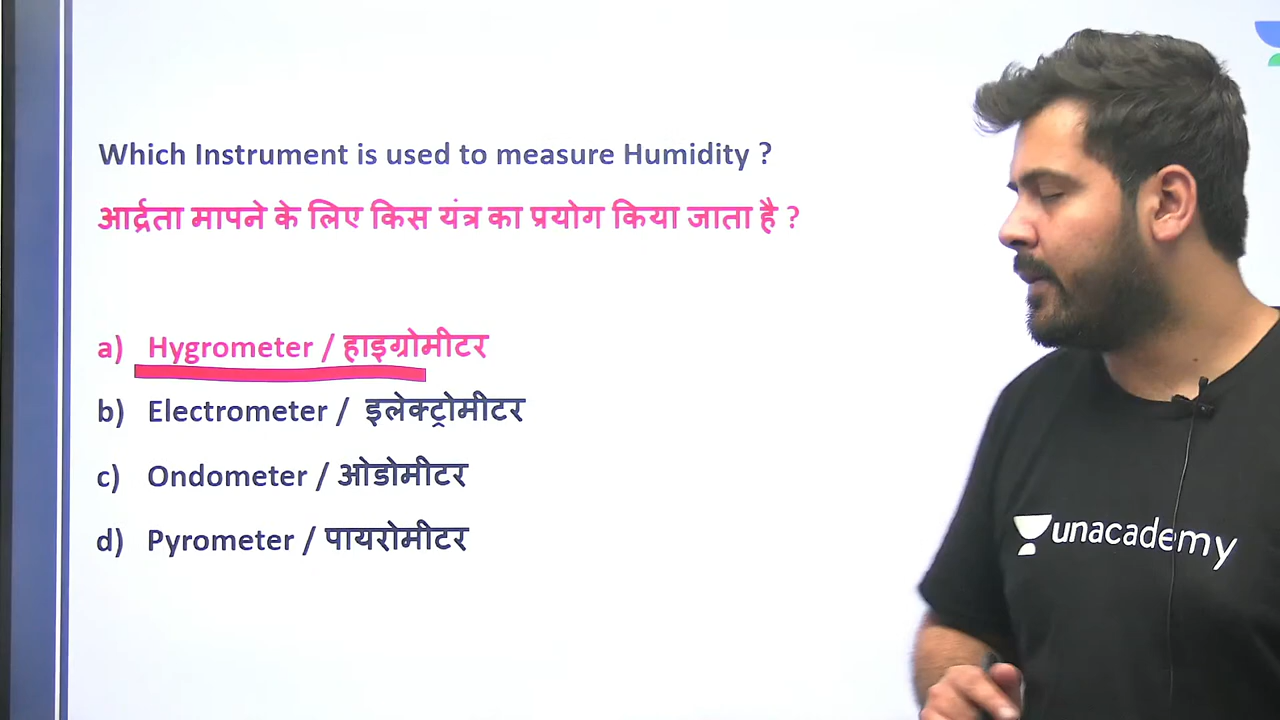 Which Instrument is used to measure Humidity ?
आर्द्रता मापने के लिए किस यंत्र का प्रयोग किया जाता है ?
a) Hygrometer / हाइग्रोमीटर
b) Electrometer / इलेक्ट्रोमीटर
c) Ondometer / ओडोमीटर
d) Pyrometer / पायरोमीटर
unacademy